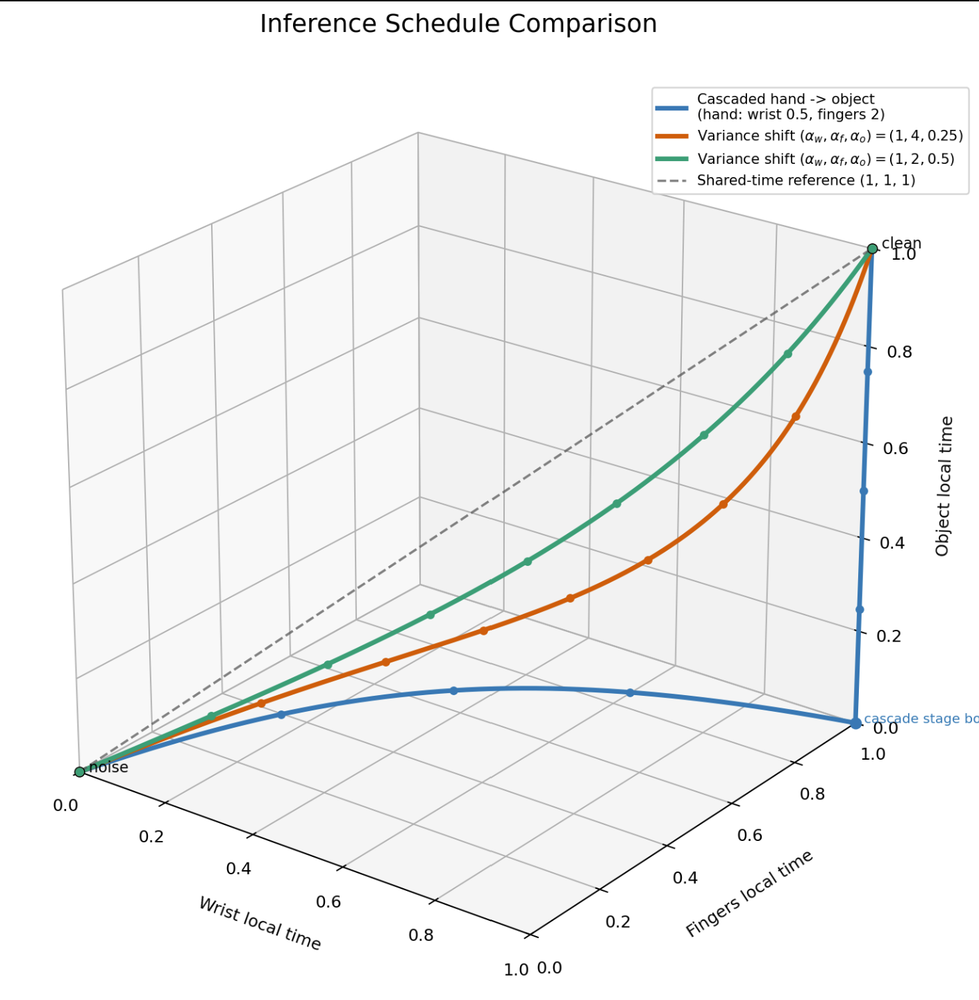 Inference Schedule Comparison
Cascaded hand -> object
(hand: wrist 0.5, fingers 2)
Variance shift (α_w, α_f, α_o) = (1, 4, 0.25)
Variance shift (α_w, α_f, α_o) = (1, 2, 0.5)
Shared-time reference (1, 1, 1)
clean
1.0
0.8
0.6
0.4
0.2
0.0
Object local time
cascade stage bo
noise
0.0
0.2
0.4
0.6
0.8
1.0
Wrist local time
0.0
0.2
0.4
0.6
0.8
1.0
Fingers local time